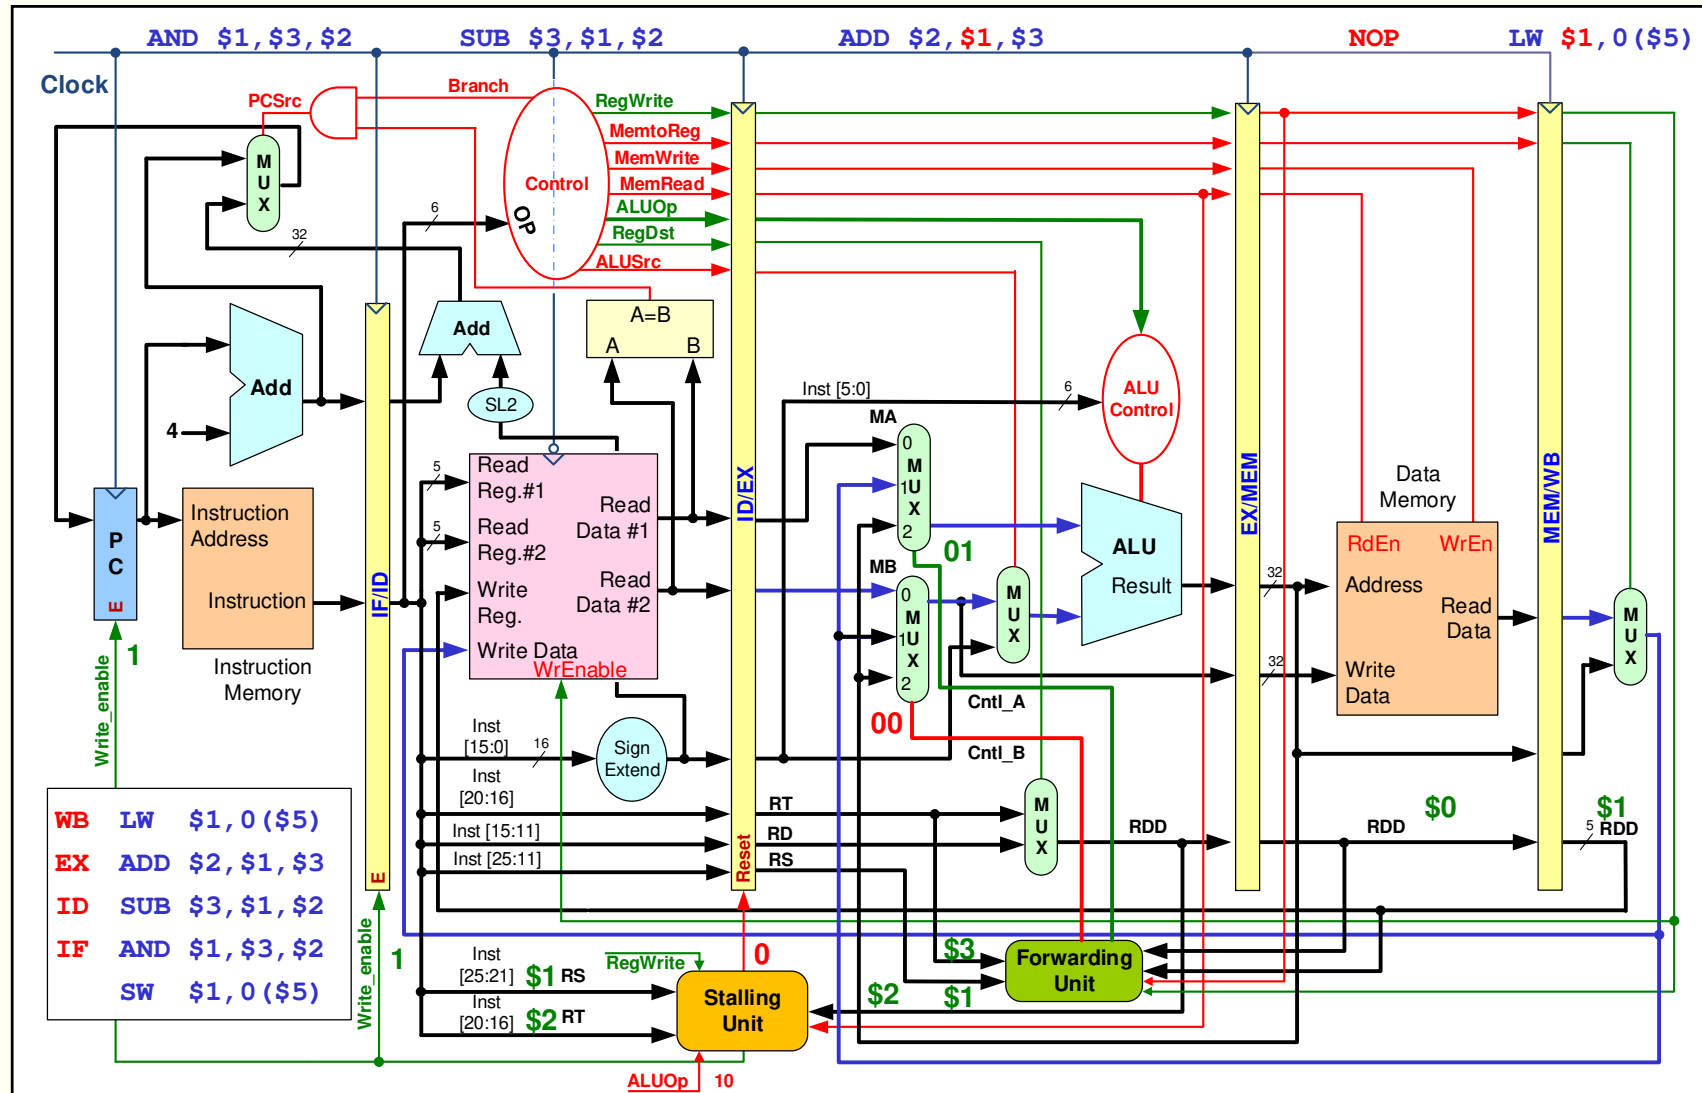 AND $1,$3,$2
SUB $3,$1,$2
ADD $2,$1,$3
NOP
LW $1,0($5)
Clock
PCSrc
Branch
RegWrite
MemtoReg
MemWrite
MemRead
ALUOp
RegDst
ALUSrc
Control
OP
M
U
X
6
32
Add
4
Add
SL2
A=B
A B
Inst [5:0]
6
ALU
Control
MA
0
1
2
M
U
X
01
MB
0
1
2
M
U
X
00
M
U
X
ALU
Result
P
C
E
Instruction
Address
Instruction
Instruction
Memory
IF/ID
E
5
5
Read
Reg.#1
Read
Reg.#2
Write
Reg.
Write Data
WrEnable
Read
Data #1
Read
Data #2
ID/EX
Reset
EX/MEM
MEM/WB
Data
Memory
RdEn WrEn
Address
Read
Data
Write
Data
32
32
M
U
X
Write_enable
1
Inst
[15:0]
16
Sign
Extend
Inst
[20:16]
Inst [15:11]
Inst [25:11]
RT
RD
RS
Cntl_A
Cntl_B
M
U
X
RDD
RDD
$0
$1
5
RDD
WB LW $1,0($5)
EX ADD $2,$1,$3
ID SUB $3,$1,$2
IF AND $1,$3,$2
SW $1,0($5)
Write_enable
1
Inst
[25:21]
$1 RS
Inst
[20:16]
$2 RT
RegWrite
0
Stalling
Unit
ALUOp 10
$2
$3
$1
Forwarding
Unit